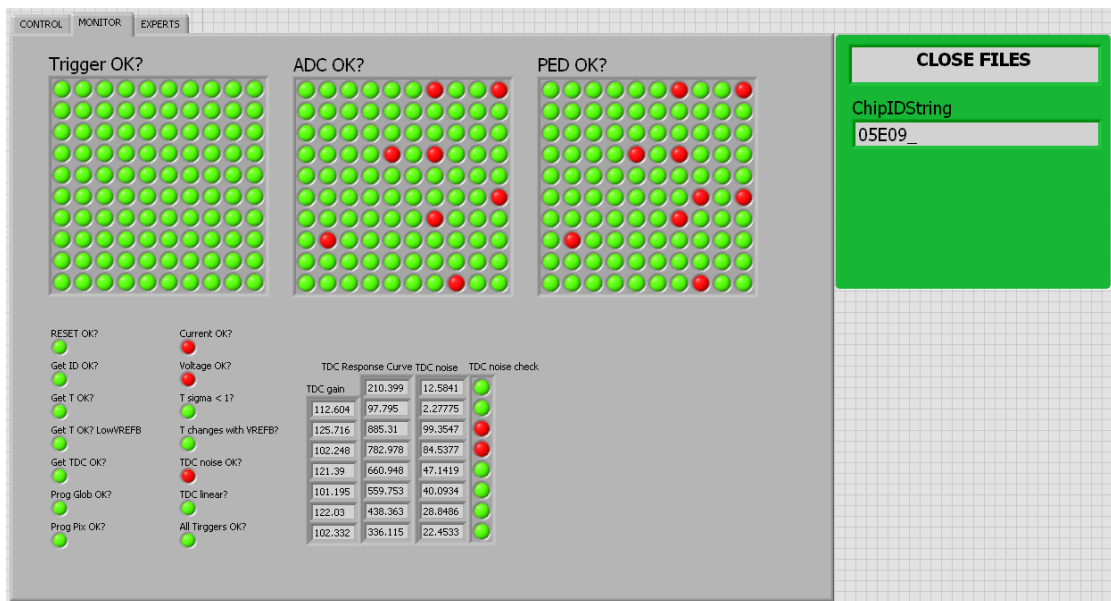 CONTROL MONITOR EXPERTS
Trigger OK? ADC OK? PED OK?
CLOSE FILES
ChipIDString
05E09_
RESET OK? Current OK?
Get ID OK? Voltage OK?
Get T OK? T sigma < 1?
Get T OK? LowVREFB T changes with VREFB?
Get TDC OK? TDC noise OK?
Prog Glob OK? TDC linear?
Prog Pix OK? All Tirggers OK?
TDC Response Curve TDC noise TDC noise check
TDC gain 210.399 12.5841
112.604 97.795 2.27775
125.716 885.31 99.3547
102.248 782.978 84.5377
121.39 660.948 47.1419
101.195 559.753 40.0934
122.03 438.363 28.8486
102.332 336.115 22.4533